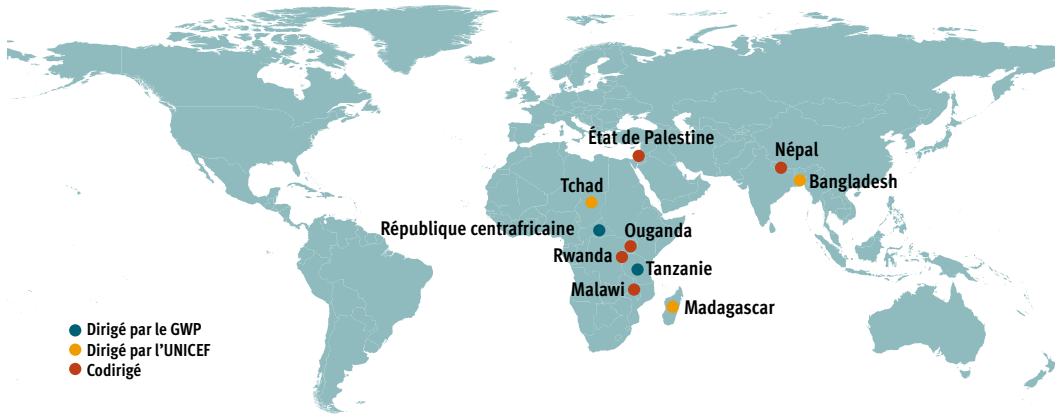 État de Palestine
Népal
Bangladesh
Tchad
République centrafricaine
Ouganda
Rwanda
Tanzanie
Malawi
Madagascar
Dirigé par le GWP
Dirigé par l'UNICEF
Codirigé